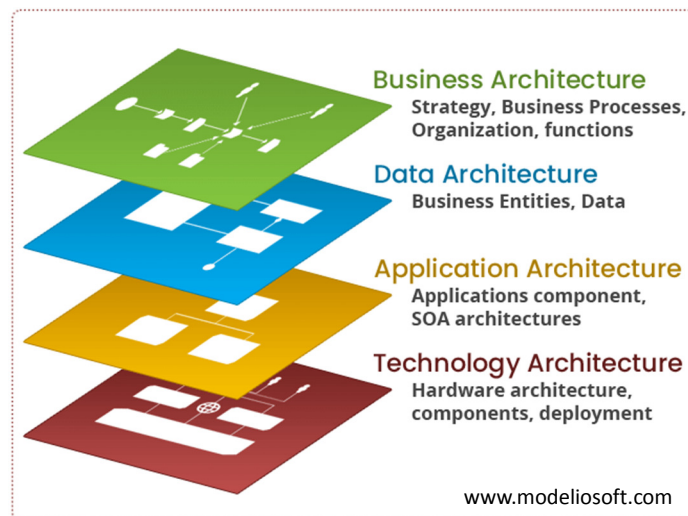 Business Architecture
Strategy, Business Processes,
Organization, functions
Data Architecture
Business Entities, Data
Application Architecture
Applications component,
SOA architectures
Technology Architecture
Hardware architecture,
components, deployment
www.modeliosoft.com